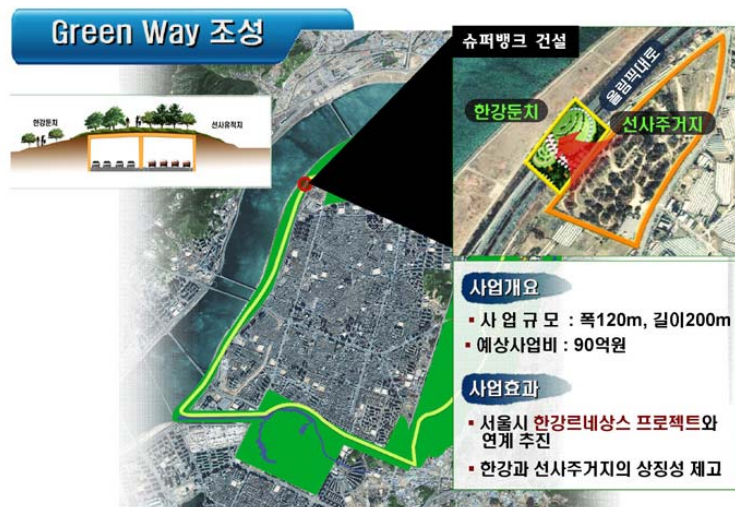 Green Way 조성
한강둔치
선사유적지
슈퍼뱅크 건설
올림픽대로
한강둔치
선사주거지
사업개요
▪ 사 업 규 모 : 폭120m, 길이200m
▪ 예상사업비 : 90억원
사업효과
▪ 서울시 한강르네상스 프로젝트와
연계 추진
▪ 한강과 선사주거지의 상징성 제고